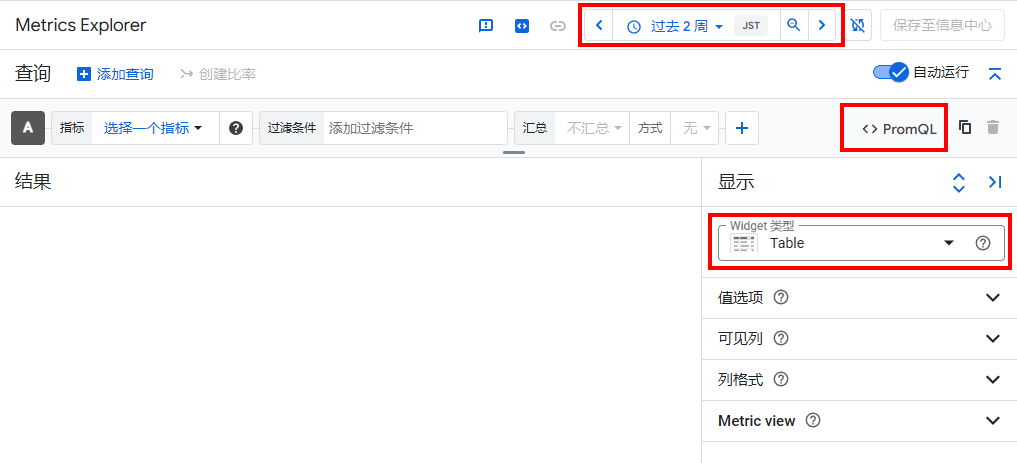 Metrics Explorer 过去 2 周 JST 保存至信息中心
查询 添加查询 创建比率 自动运行
A 指标 选择一个指标 过滤条件 添加过滤条件 汇总 不汇总 方式 无 <> PromQL
结果 显示
Widget 类型
Table
值选项
可见列
列格式
Metric view